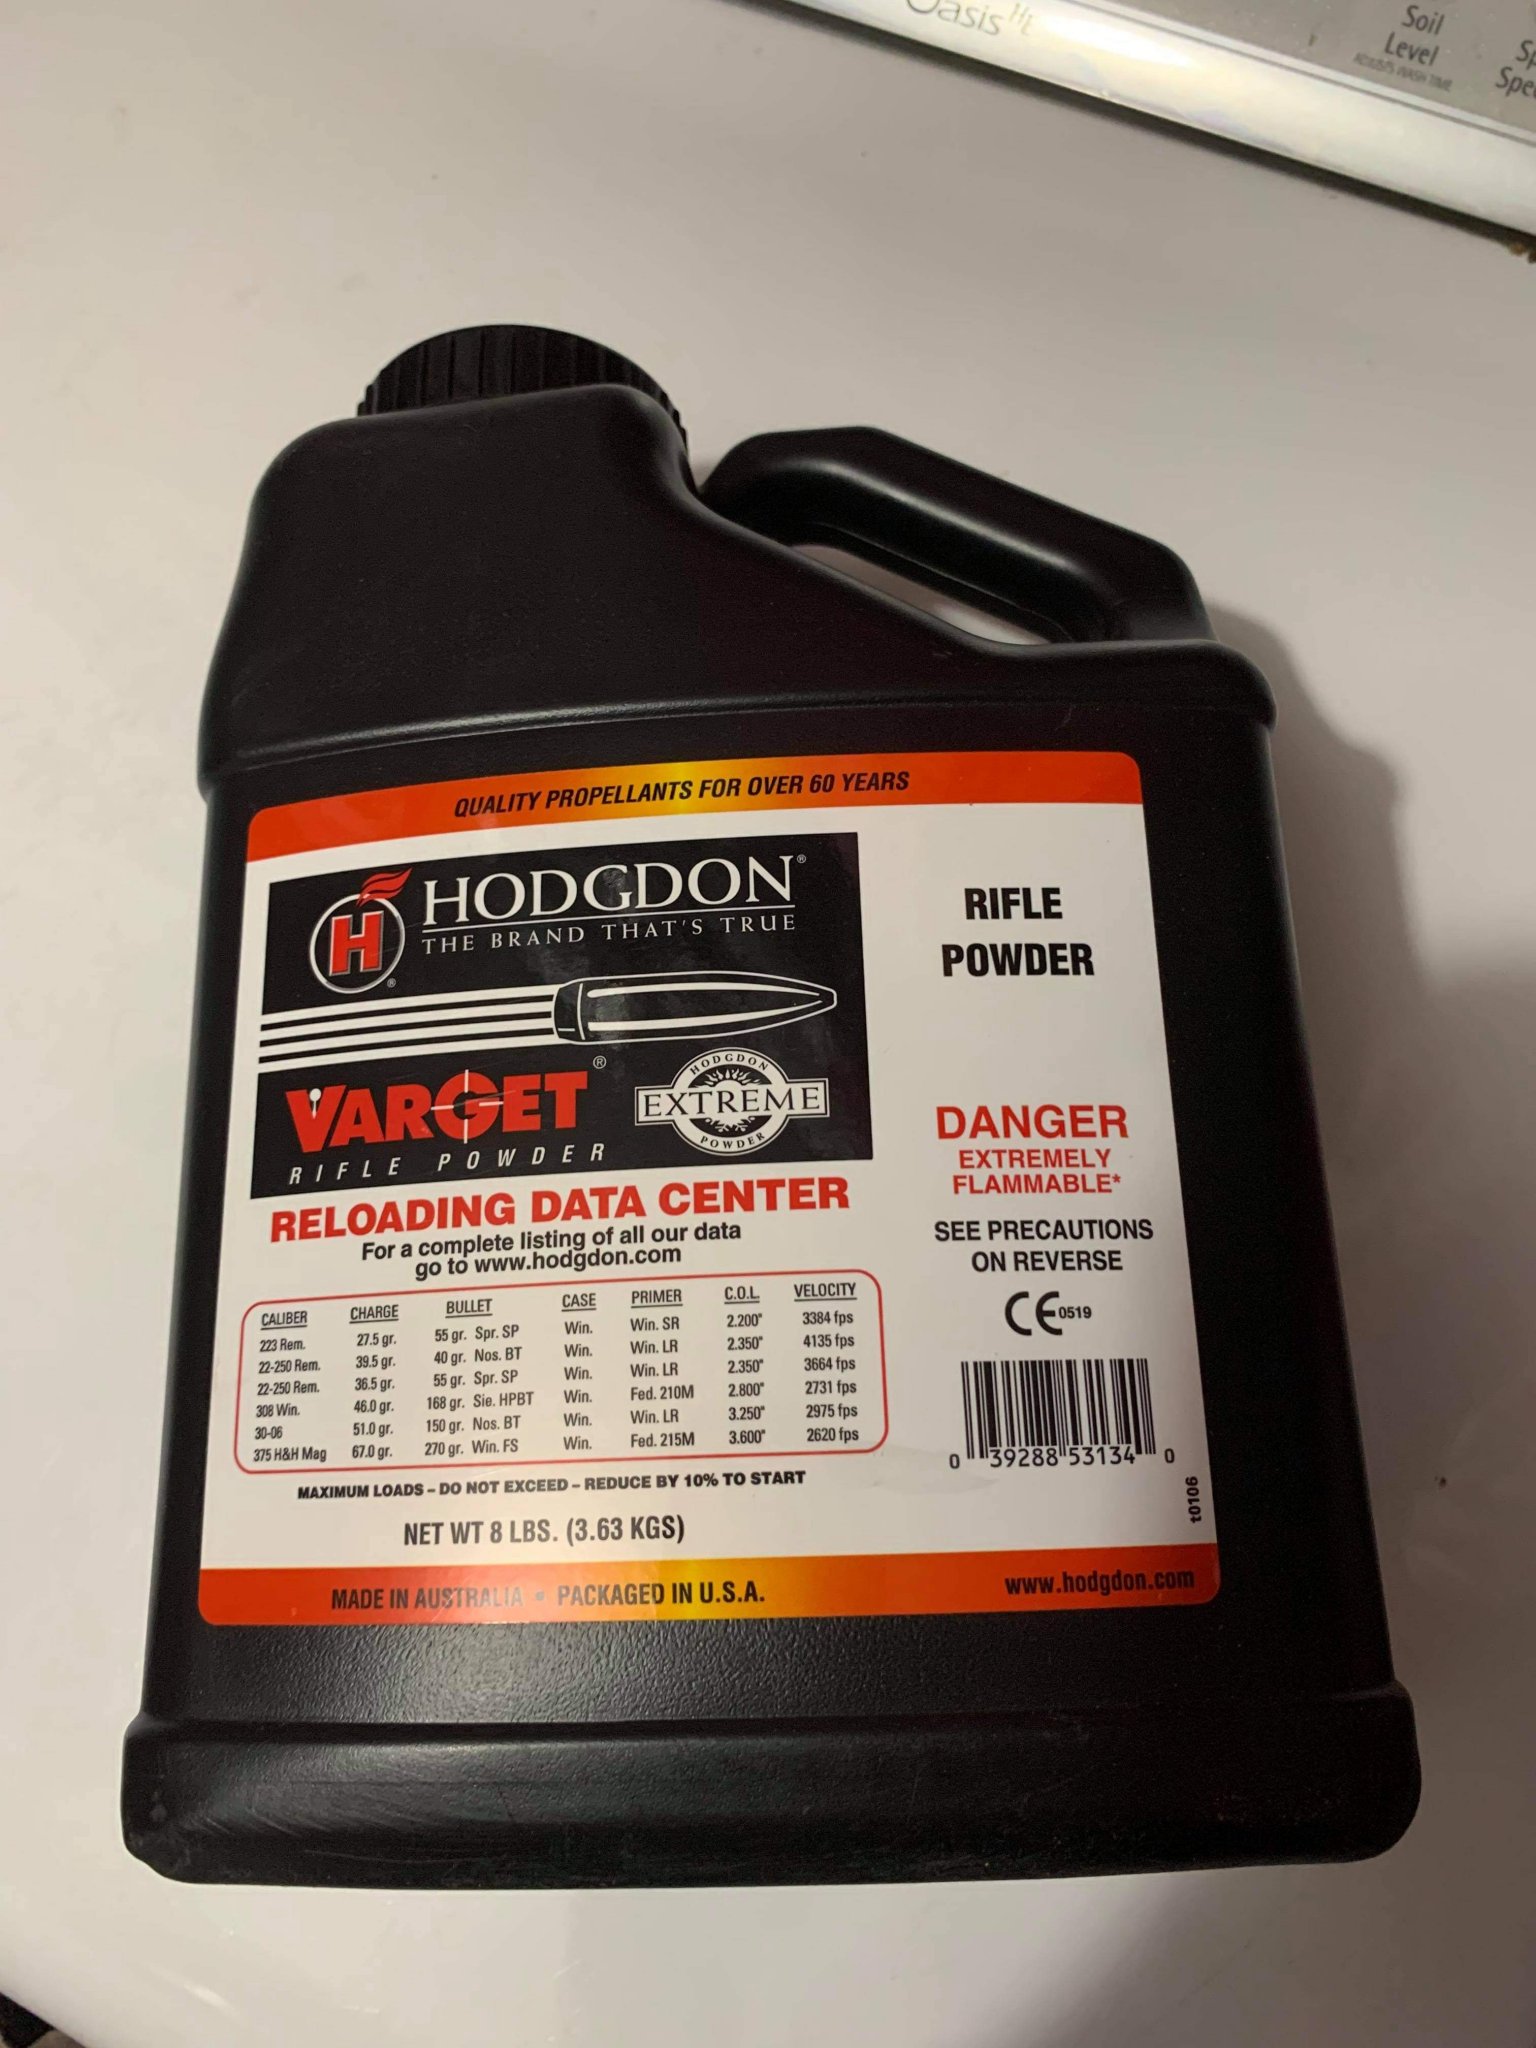 Oasis
Soil
Level
ADJUSTS WASH TIME
QUALITY PROPELLANTS FOR OVER 60 YEARS
H ®
HODGDON®
THE BRAND THAT'S TRUE
VARGET®
RIFLE POWDER
HODGDON
EXTREME
POWDER
RELOADING DATA CENTER
For a complete listing of all our data
go to www.hodgdon.com
CALIBER CHARGE BULLET CASE PRIMER C.O.L. VELOCITY
223 Rem. 27.5 gr. 55 gr. Spr. SP Win. Win. SR 2.200" 3384 fps
22-250 Rem. 39.5 gr. 40 gr. Nos. BT Win. Win. LR 2.350" 4135 fps
22-250 Rem. 36.5 gr. 55 gr. Spr. SP Win. Win. LR 2.350" 3664 fps
308 Win. 46.0 gr. 168 gr. Sie. HPBT Win. Fed. 210M 2.800" 2731 fps
30-06 51.0 gr. 150 gr. Nos. BT Win. Win. LR 3.250" 2975 fps
375 H&H Mag 67.0 gr. 270 gr. Win. FS Win. Fed. 215M 3.600" 2620 fps
MAXIMUM LOADS – DO NOT EXCEED – REDUCE BY 10% TO START
NET WT 8 LBS. (3.63 KGS)
RIFLE
POWDER
DANGER
EXTREMELY
FLAMMABLE*
SEE PRECAUTIONS
ON REVERSE
CE 0519
0 39288 53134 0
t0106
MADE IN AUSTRALIA • PACKAGED IN U.S.A.
www.hodgdon.com